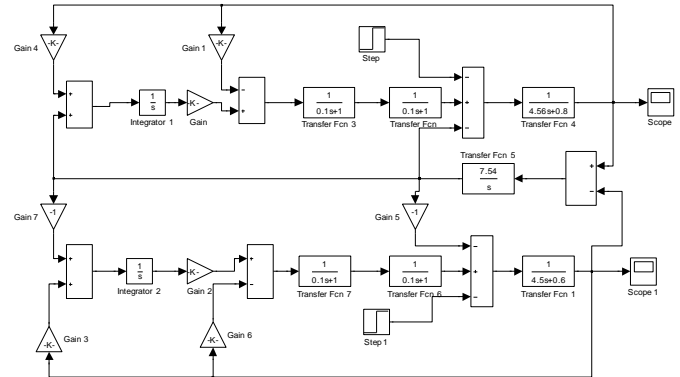 Gain 4
-K-
Gain 1
-K-
Step
+
+
1
s
Integrator 1
-K-
Gain
−
+
1
0.1s+1
Transfer Fcn 3
1
0.1s+1
Transfer Fcn
−
+
−
1
4.56s+0.8
Transfer Fcn 4
Scope
Transfer Fcn 5
7.54
s
+
−
Gain 7
-1
Gain 5
-1
+
+
1
s
Integrator 2
-K-
Gain 2
+
−
1
0.1s+1
Transfer Fcn 7
1
0.1s+1
Transfer Fcn 6
−
+
−
1
4.5s+0.6
Transfer Fcn 1
Scope 1
-K-
Gain 3
-K-
Gain 6
Step 1